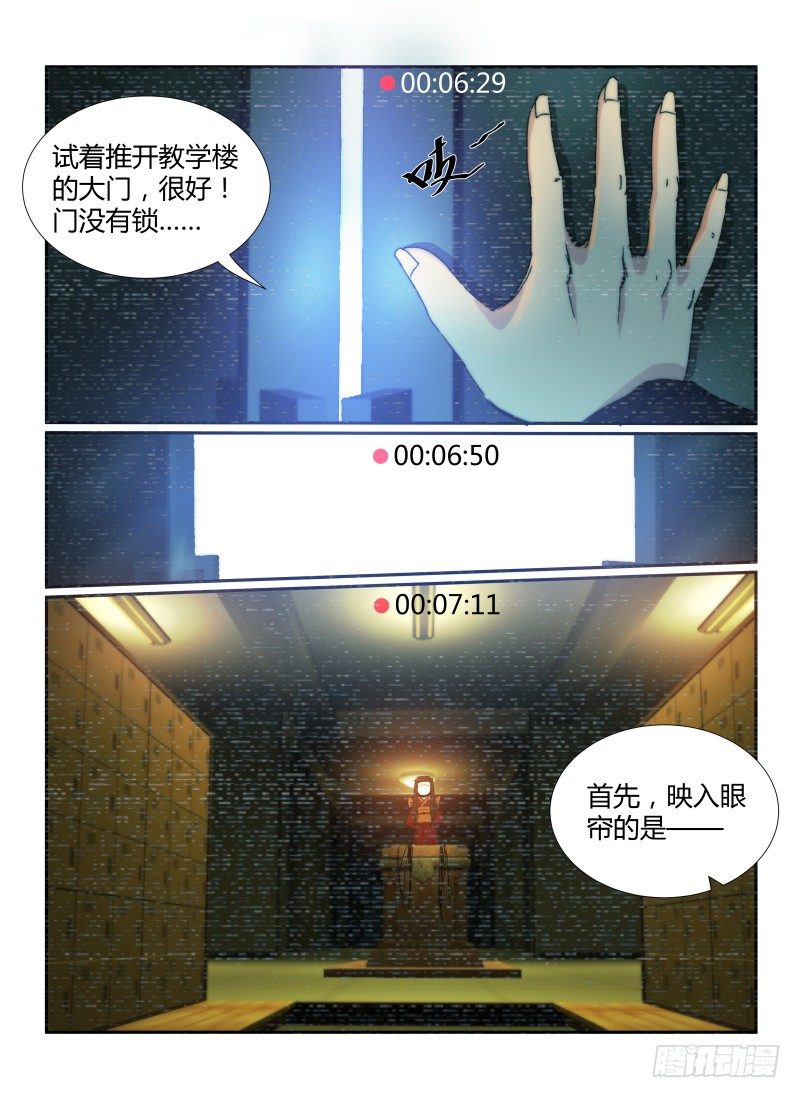 00:06:29
试着推开教学楼
的大门，很好！
门没有锁……
吱
00:06:50
00:07:11
首先，映入眼
帘的是——
腾讯动漫